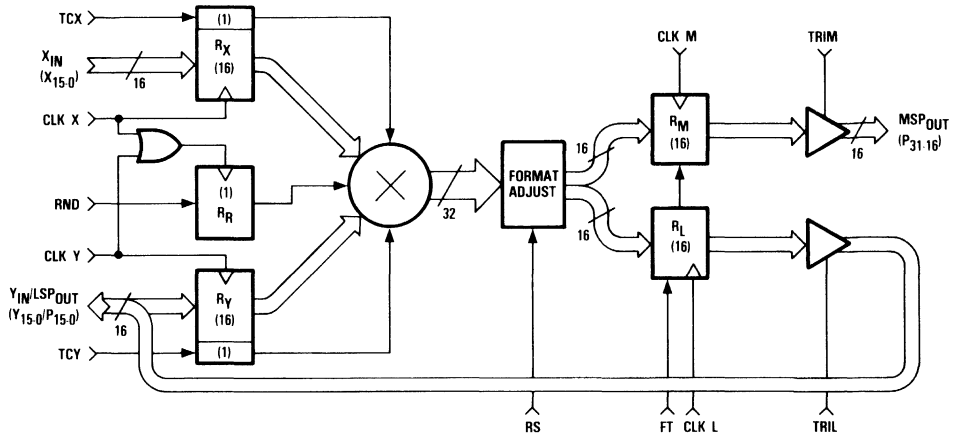 TCX
X_IN
(X_15-0)
16
CLK X
RND
CLK Y
Y_IN/LSP_OUT
(Y_15-0/P_15-0)
16
TCY
(1)
R_X
(16)
(1)
R_R
R_Y
(16)
(1)
32
FORMAT
ADJUST
RS
16
16
CLK M
R_M
(16)
R_L
(16)
FT
CLK L
TRIM
16
MSP_OUT
(P_31-16)
TRIL